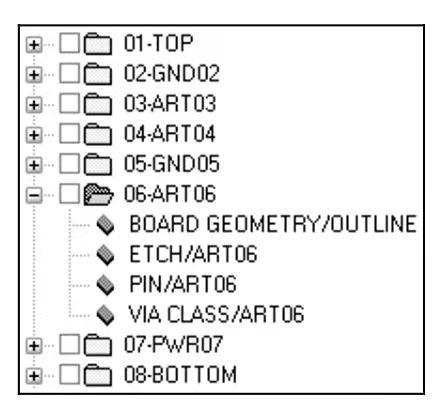 01-TOP
02-GND02
03-ART03
04-ART04
05-GND05
06-ART06
BOARD GEOMETRY/OUTLINE
ETCH/ART06
PIN/ART06
VIA CLASS/ART06
07-PWR07
08-BOTTOM